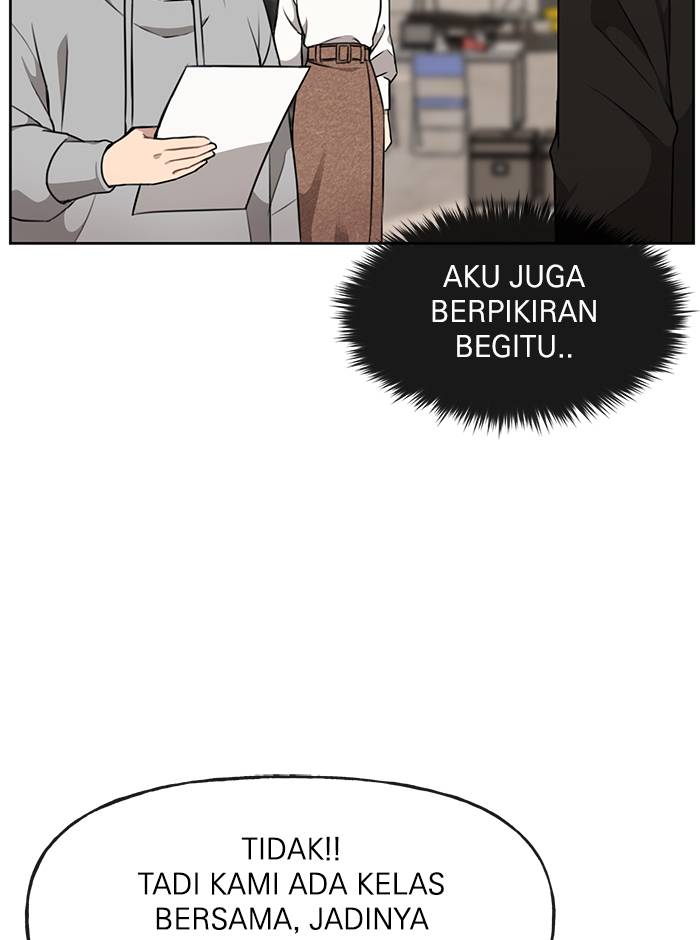 AKU JUGA
BERPIKIRAN
BEGITU..
TIDAK!!
TADI KAMI ADA KELAS
BERSAMA, JADINYA